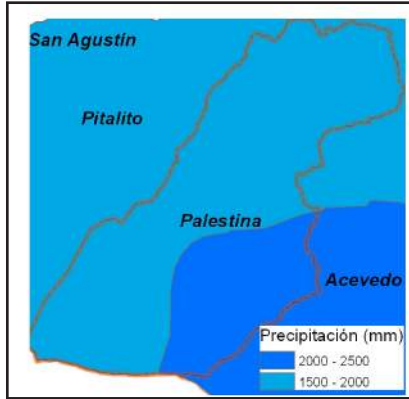 San Agustín
Pitalito
Palestina
Acevedo
Precipitación (mm)
2000 - 2500
1500 - 2000